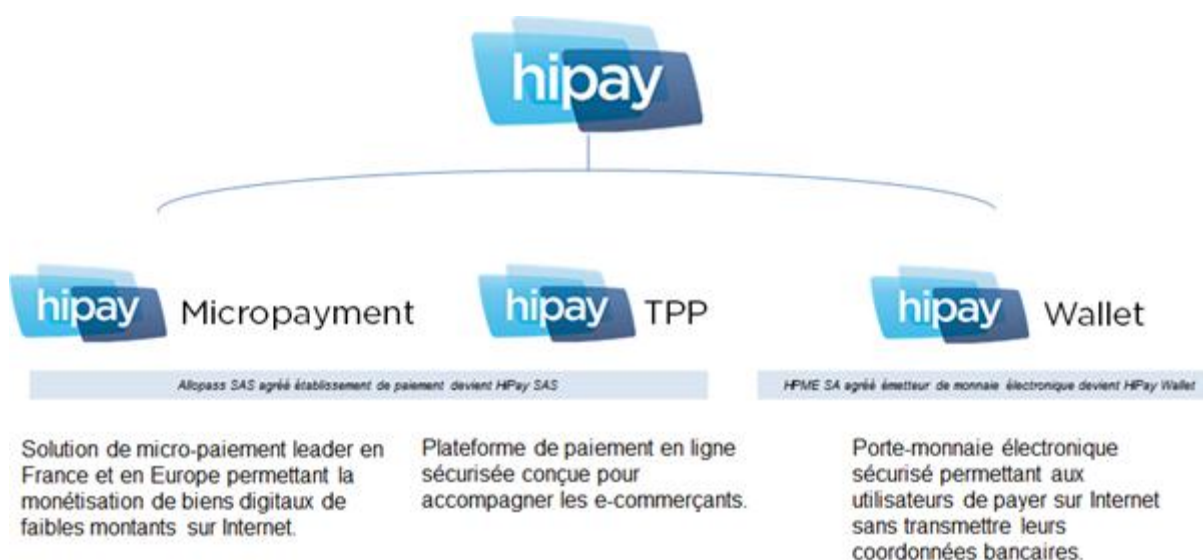 hipay
hipay Micropayment
hipay TPP
hipay Wallet
Allopass SAS agréé établissement de paiement devient HiPay SAS
HPME SA agréé émetteur de monnaie électronique devient HiPay Wallet
Solution de micro-paiement leader en
France et en Europe permettant la
monétisation de biens digitaux de
faibles montants sur Internet.
Plateforme de paiement en ligne
sécurisée conçue pour
accompagner les e-commerçants.
Porte-monnaie électronique
sécurisé permettant aux
utilisateurs de payer sur Internet
sans transmettre leurs
coordonnées bancaires.